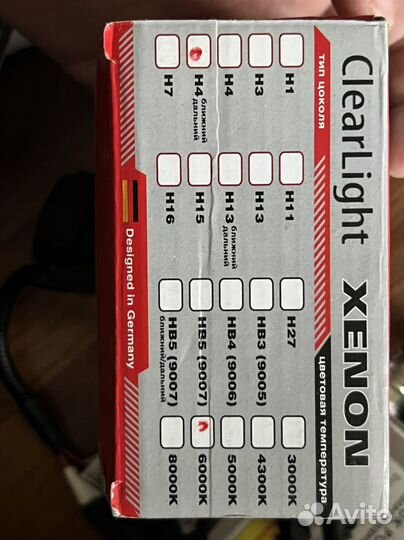 ClearLight XENON
тип цоколя
цветовая температура
H1
H11
H27
3000K
H3
H13
HB3 (9005)
4300K
H4
H13 ближний
дальний
HB4 (9006)
5000K
H4 ближний
дальний
H15
HB5 (9007)
6000K
H7
H16
HB5 (9007)
ближний/дальний
8000K
Designed in Germany
Avito